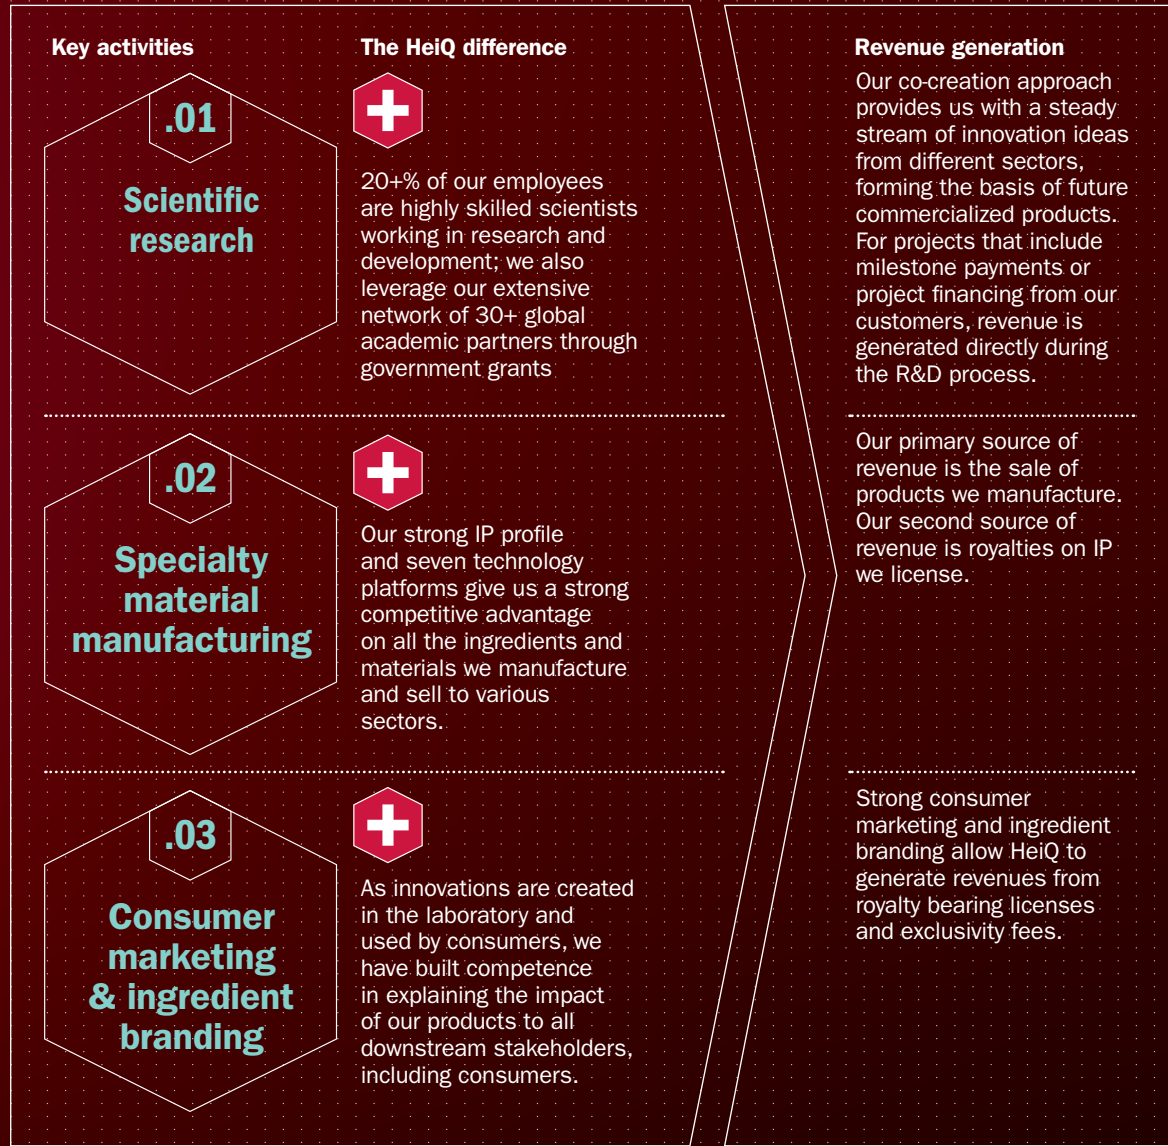 Key activities
The HeiQ difference
Revenue generation
.01
Scientific
research
20+% of our employees
are highly skilled scientists
working in research and
development; we also
leverage our extensive
network of 30+ global
academic partners through
government grants
Our co-creation approach
provides us with a steady
stream of innovation ideas
from different sectors,
forming the basis of future
commercialized products.
For projects that include
milestone payments or
project financing from our
customers, revenue is
generated directly during
the R&D process.
.02
Specialty
material
manufacturing
Our strong IP profile
and seven technology
platforms give us a strong
competitive advantage
on all the ingredients and
materials we manufacture
and sell to various
sectors.
Our primary source of
revenue is the sale of
products we manufacture.
Our second source of
revenue is royalties on IP
we license.
.03
Consumer
marketing
& ingredient
branding
As innovations are created
in the laboratory and
used by consumers, we
have built competence
in explaining the impact
of our products to all
downstream stakeholders,
including consumers.
Strong consumer
marketing and ingredient
branding allow HeiQ to
generate revenues from
royalty bearing licenses
and exclusivity fees.